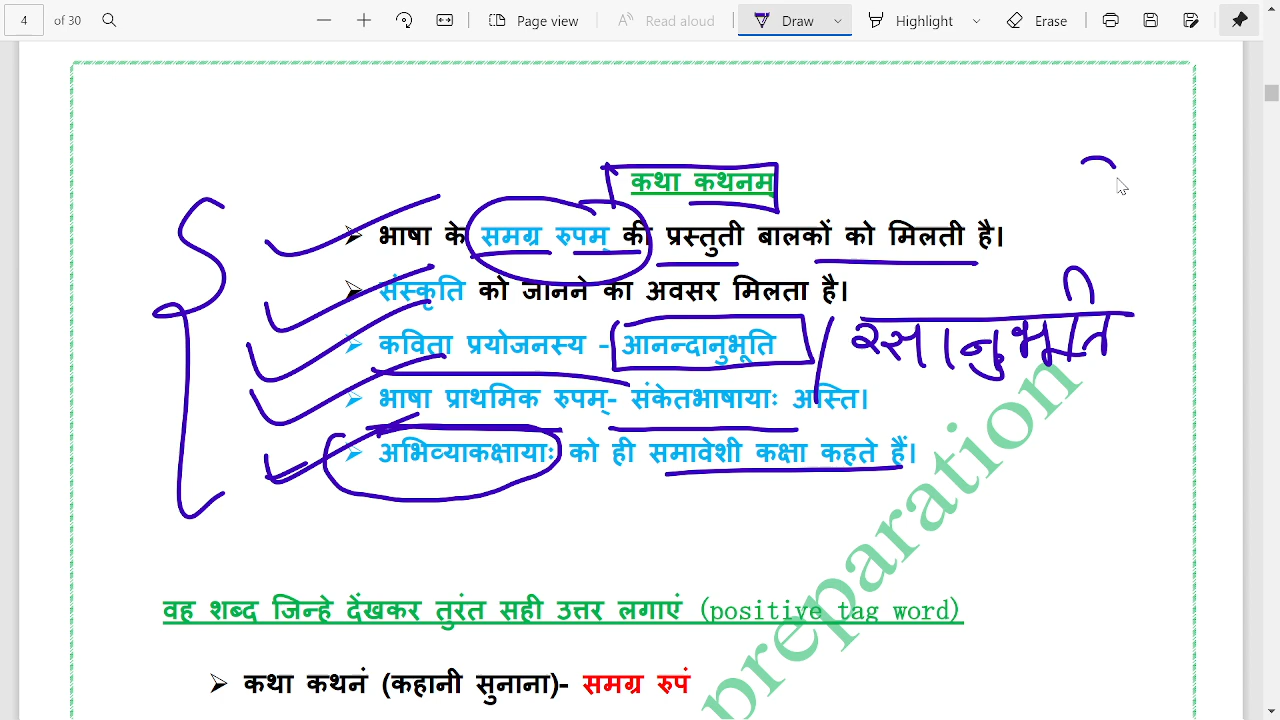 4 of 30 Page view Read aloud Draw Highlight Erase
कथा कथनम्
➢ भाषा के समग्र रुपम् की प्रस्तुती बालकों को मिलती है।
➢ संस्कृति को जानने का अवसर मिलता है।
➢ कविता प्रयोजनस्य - आनन्दानुभूति / रसानुभूति
➢ भाषा प्राथमिक रुपम्- संकेतभाषायाः अस्ति।
➢ अभिव्याकक्षायाः को ही समावेशी कक्षा कहते हैं।
preparation
वह शब्द जिन्हे देंखकर तुरंत सही उत्तर लगाएं (positive tag word)
➢ कथा कथनं (कहानी सुनाना)- समग्र रुपं